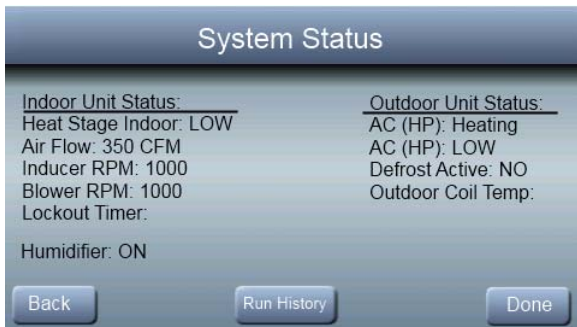 System Status
Indoor Unit Status:
Heat Stage Indoor: LOW
Air Flow: 350 CFM
Inducer RPM: 1000
Blower RPM: 1000
Lockout Timer:
Humidifier: ON
Outdoor Unit Status:
AC (HP): Heating
AC (HP): LOW
Defrost Active: NO
Outdoor Coil Temp:
Back
Run History
Done